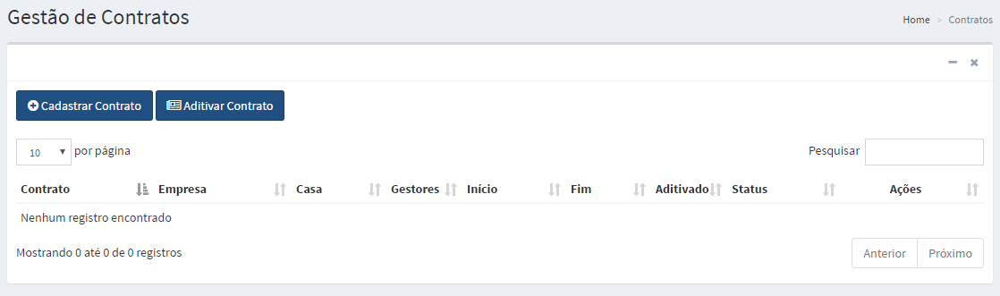 Gestão de Contratos
Home > Contratos
Cadastrar Contrato Aditivar Contrato
10 por página Pesquisar
Contrato Empresa Casa Gestores Início Fim Aditivado Status Ações
Nenhum registro encontrado
Mostrando 0 até 0 de 0 registros Anterior Próximo